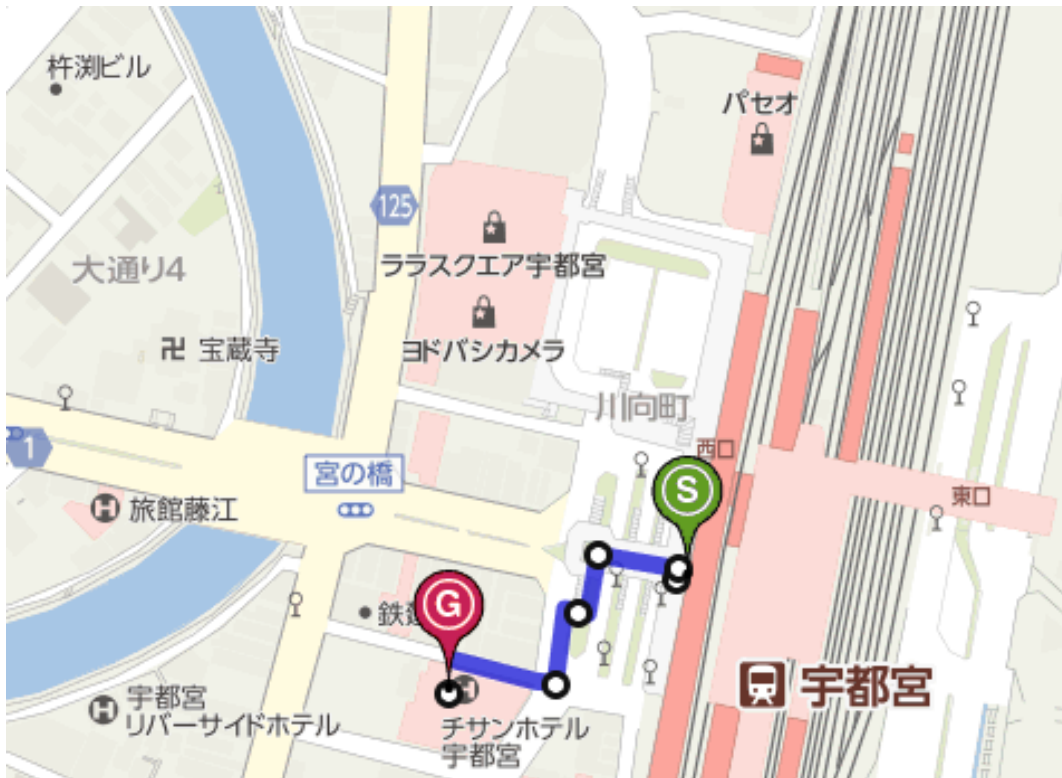 杵渕ビル
パセオ
125
ララスクエア宇都宮
大通り4
ヨドバシカメラ
卍 宝蔵寺
川向町
1
西口
宮の橋
S
東口
H 旅館藤江
G
鉄
宇都宮
H 宇都宮
リバーサイドホテル
H
チサンホテル
宇都宮